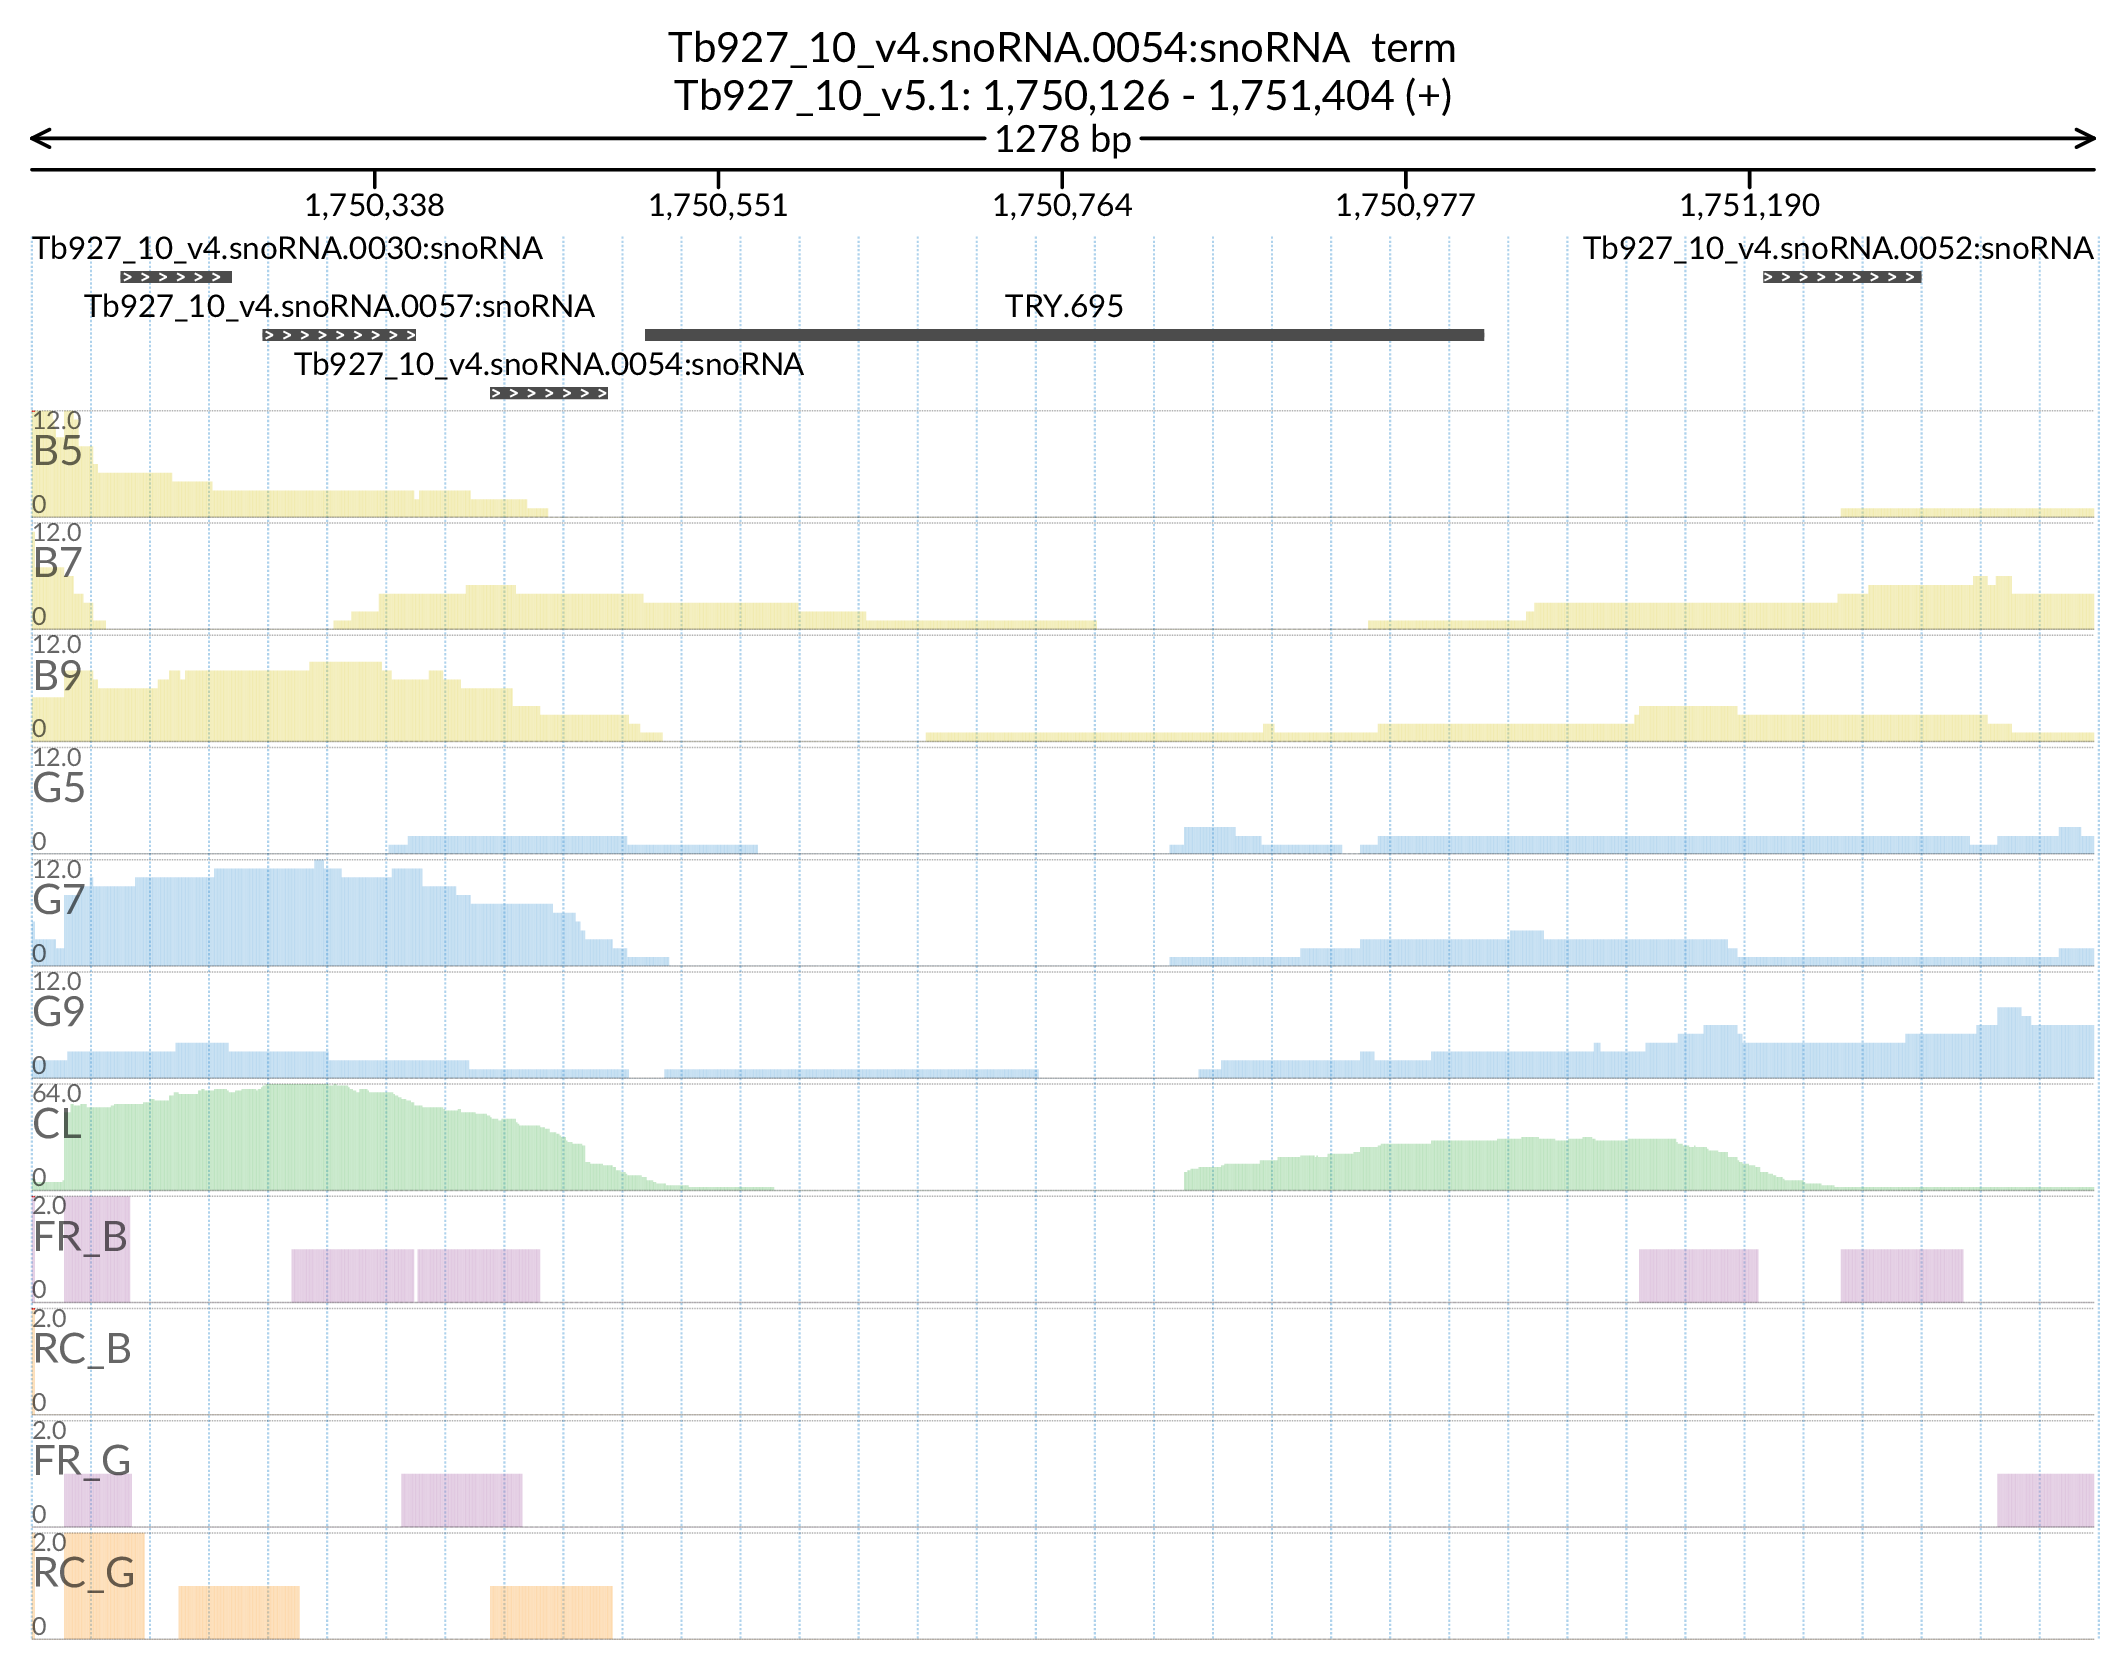 Tb927_10_v4.snoRNA.0054:snoRNA  term
Tb927_10_v5.1: 1,750,126 - 1,751,404 (+)
1278 bp
1,750,338 1,750,551 1,750,764 1,750,977 1,751,190
Tb927_10_v4.snoRNA.0030:snoRNA Tb927_10_v4.snoRNA.0052:snoRNA
Tb927_10_v4.snoRNA.0057:snoRNA TRY.695
Tb927_10_v4.snoRNA.0054:snoRNA
12.0
B5
0
12.0
B7
0
12.0
B9
0
12.0
G5
0
12.0
G7
0
12.0
G9
0
64.0
CL
0
2.0
FR_B
0
2.0
RC_B
0
2.0
FR_G
0
2.0
RC_G
0